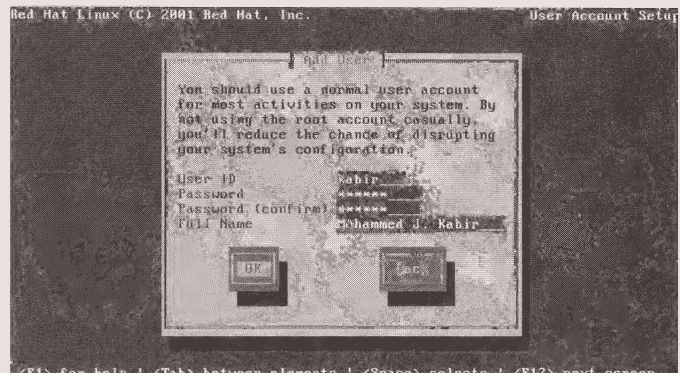 Red Hat Linux (C) 2001 Red Hat, Inc. User Account Setup
Add User
You should use a normal user account
for most activities on your system. By
not using the root account casually,
you'll reduce the chance of disrupting
your system's configuration.
User ID kabir
Password ******
Password (confirm) ******
Full Name Mohammed J. Kabir
OK Back
<F1> for help | <Tab> between elements | <Space> selects | <F12> next screen